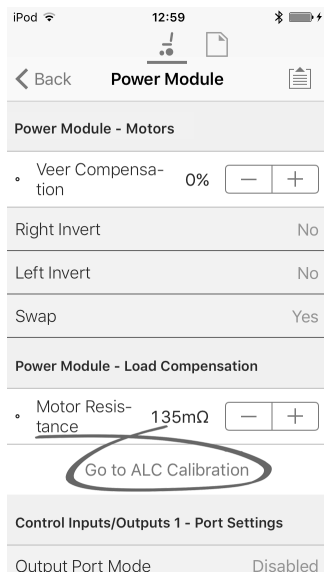 iPod 12:59
Back Power Module
Power Module - Motors
Veer Compensa-
tion 0% — +
Right Invert No
Left Invert No
Swap Yes
Power Module - Load Compensation
Motor Resis-
tance 135mΩ — +
Go to ALC Calibration
Control Inputs/Outputs 1 - Port Settings
Output Port Mode Disabled